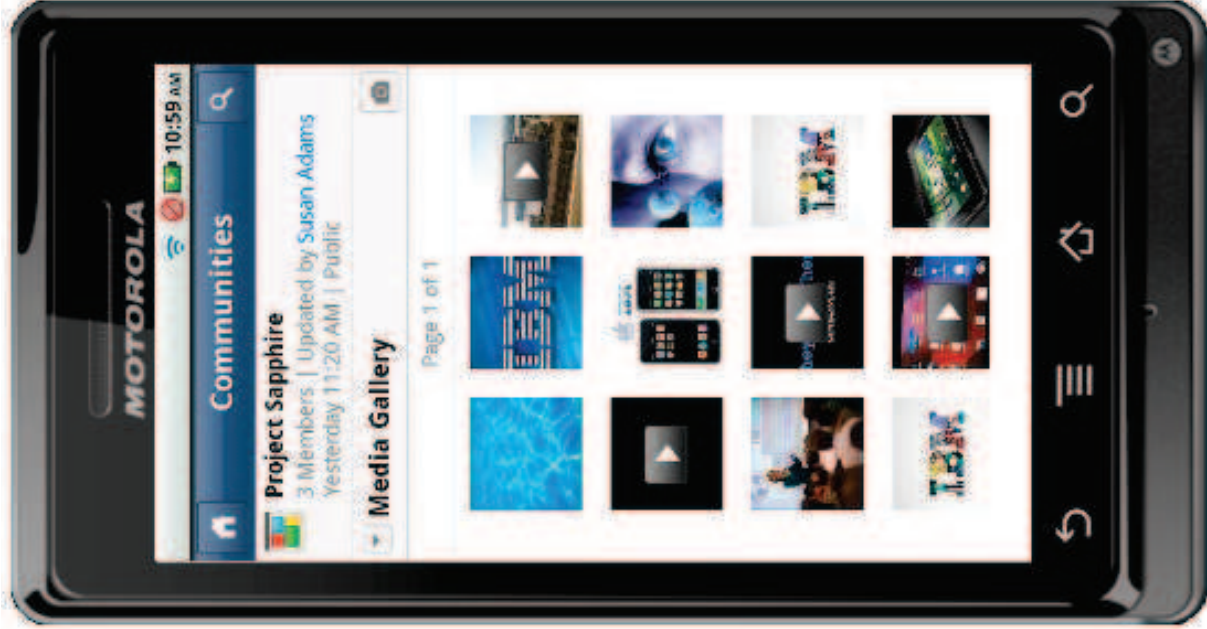 MOTOROLA
10:59 AM
Communities
Project Sapphire
3 Members | Updated by Susan Adams
Yesterday 11:20 AM | Public
Media Gallery
Page 1 of 1
IBM